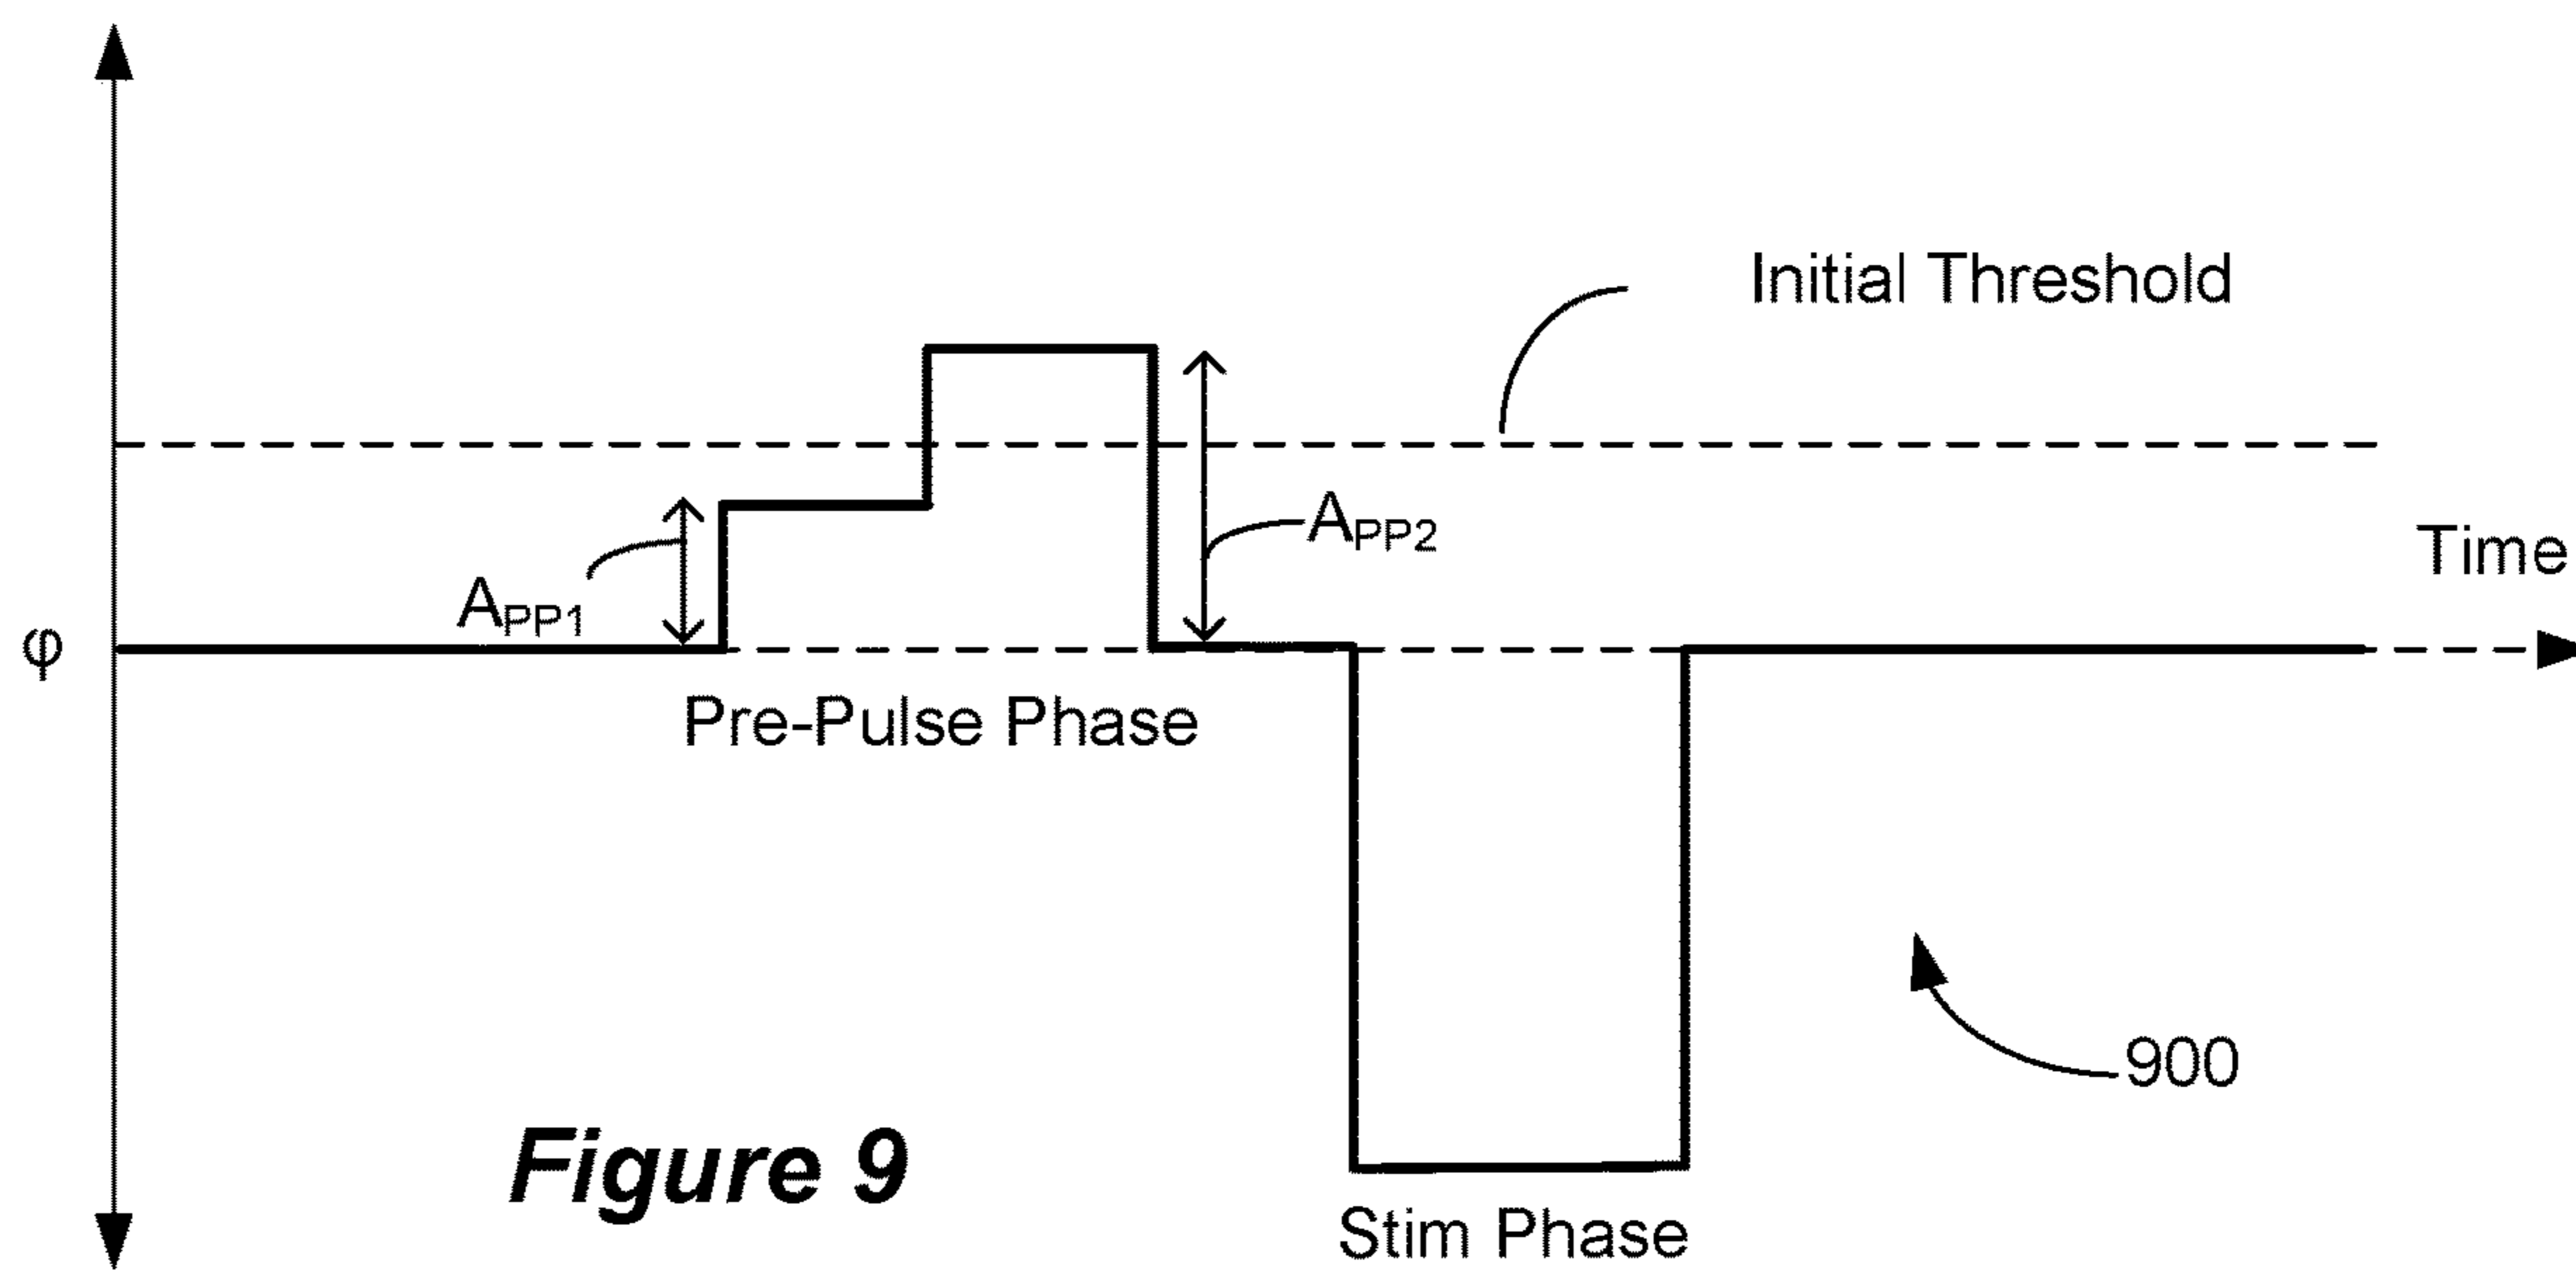 Initial Threshold
A_PP2
Time
A_PP1
φ
Pre-Pulse Phase
900
Figure 9
Stim Phase